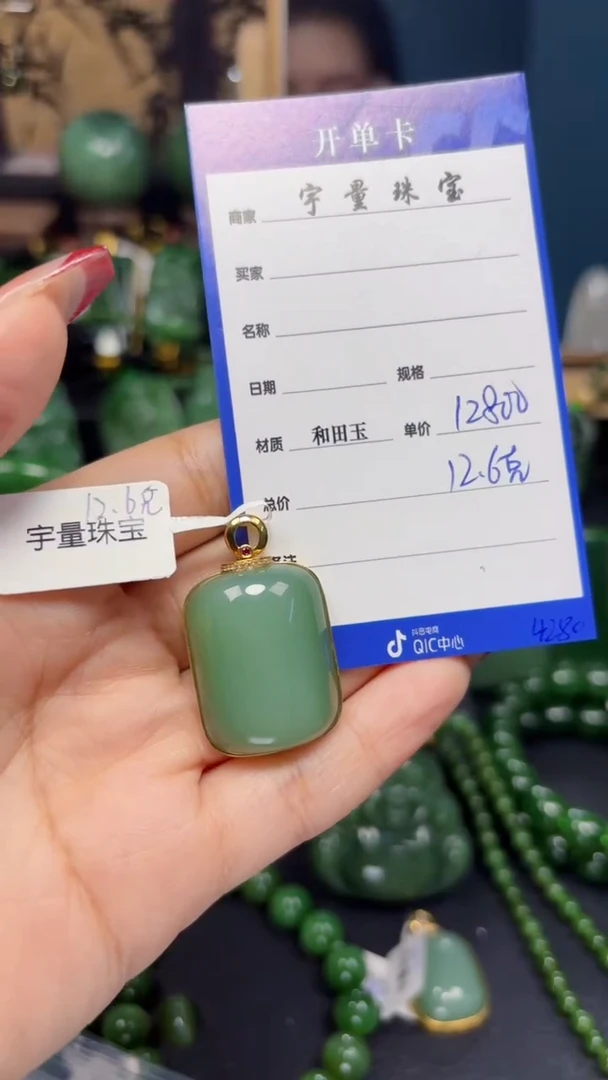 开单卡
商家 宇量珠宝
买家
名称
日期 规格
材质 和田玉 单价 12800
12.6克
总价
12.6克
宇量珠宝
抖音电商
QIC中心